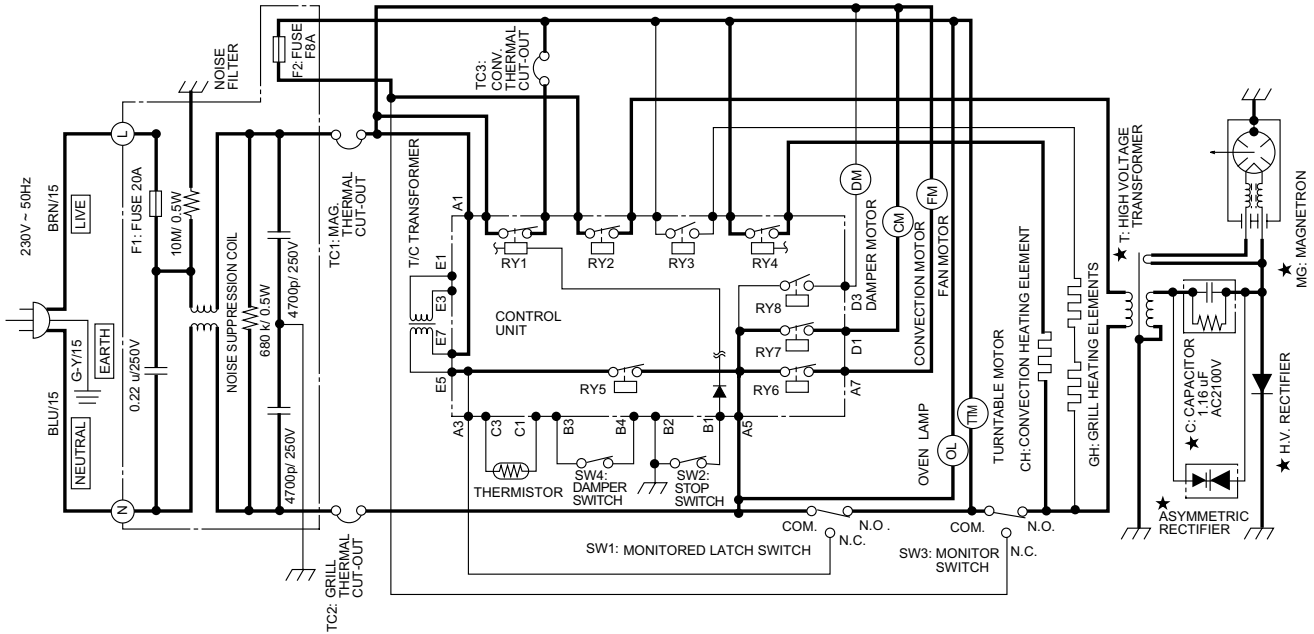 230V ~ 50Hz
BRN/15
LIVE
G-Y/15
EARTH
BLU/15
NEUTRAL
L
N
F1: FUSE 20A
10M/ 0.5W
0.22 u/250V
NOISE
FILTER
NOISE SUPPRESSION COIL
680 k/ 0.5W
4700p/ 250V
4700p/ 250V
F2: FUSE
F8A
TC1: MAG.
THERMAL
CUT-OUT
TC2: GRILL
THERMAL
CUT-OUT
TC3: CONV.
THERMAL
CUT-OUT
T/C TRANSFORMER
A1
E1
E3
E7
E5
CONTROL
UNIT
RY1
RY2
RY3
RY4
RY8
RY7
RY5
RY6
D3
D1
A7
A3
C3
C1
B3
B4
B2
B1
A5
THERMISTOR
SW4:
DAMPER
SWITCH
SW2:
STOP
SWITCH
DM
DAMPER MOTOR
CM
CONVECTION MOTOR
FM
FAN MOTOR
OVEN LAMP
OL
TTM
TURNTABLE MOTOR
CH: CONVECTION HEATING ELEMENT
GH: GRILL HEATING ELEMENTS
COM.
N.O .
N.C.
SW1: MONITORED LATCH SWITCH
COM.
N.O.
N.C.
SW3: MONITOR
SWITCH
★ T: HIGH VOLTAGE
TRANSFORMER
★ C: CAPACITOR
1.16 uF
AC2100V
★
ASYMMETRIC
RECTIFIER
★ H.V. RECTIFIER
★
MG: MAGNETRON